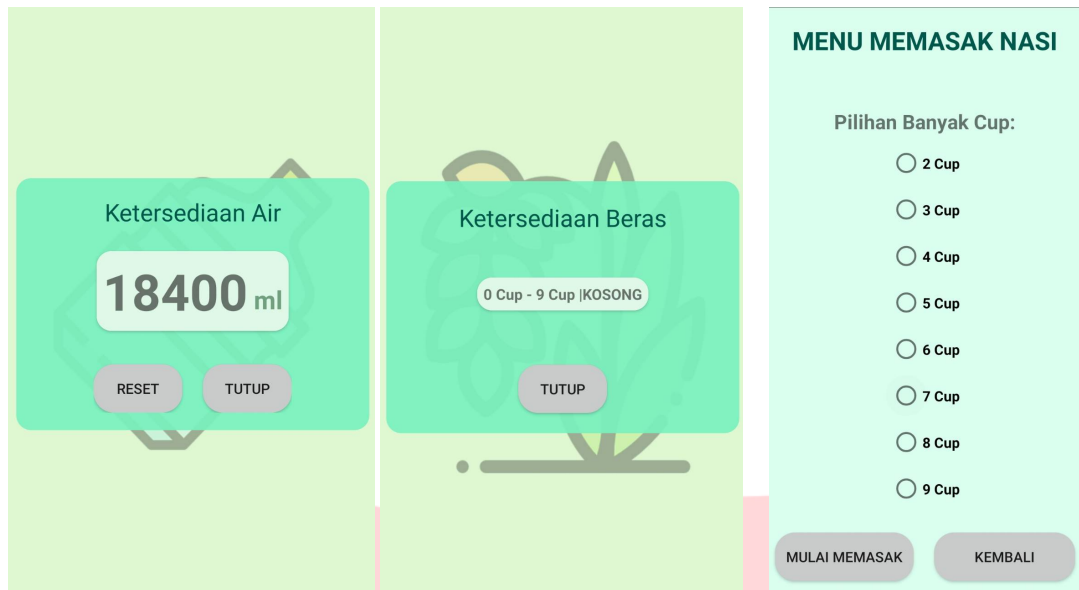 Ketersediaan Air
18400 ml
RESET
TUTUP
Ketersediaan Beras
0 Cup - 9 Cup |KOSONG
TUTUP
MENU MEMASAK NASI
Pilihan Banyak Cup:
2 Cup
3 Cup
4 Cup
5 Cup
6 Cup
7 Cup
8 Cup
9 Cup
MULAI MEMASAK
KEMBALI